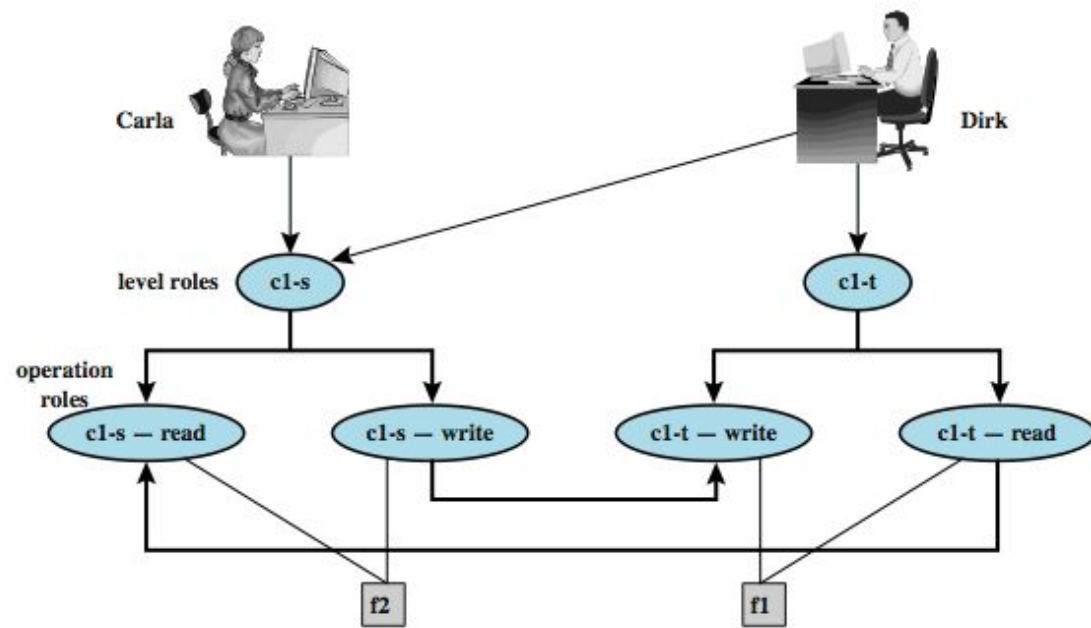 Carla
Dirk
level roles
c1-s
c1-t
operation
roles
c1-s — read
c1-s — write
c1-t — write
c1-t — read
f2
f1